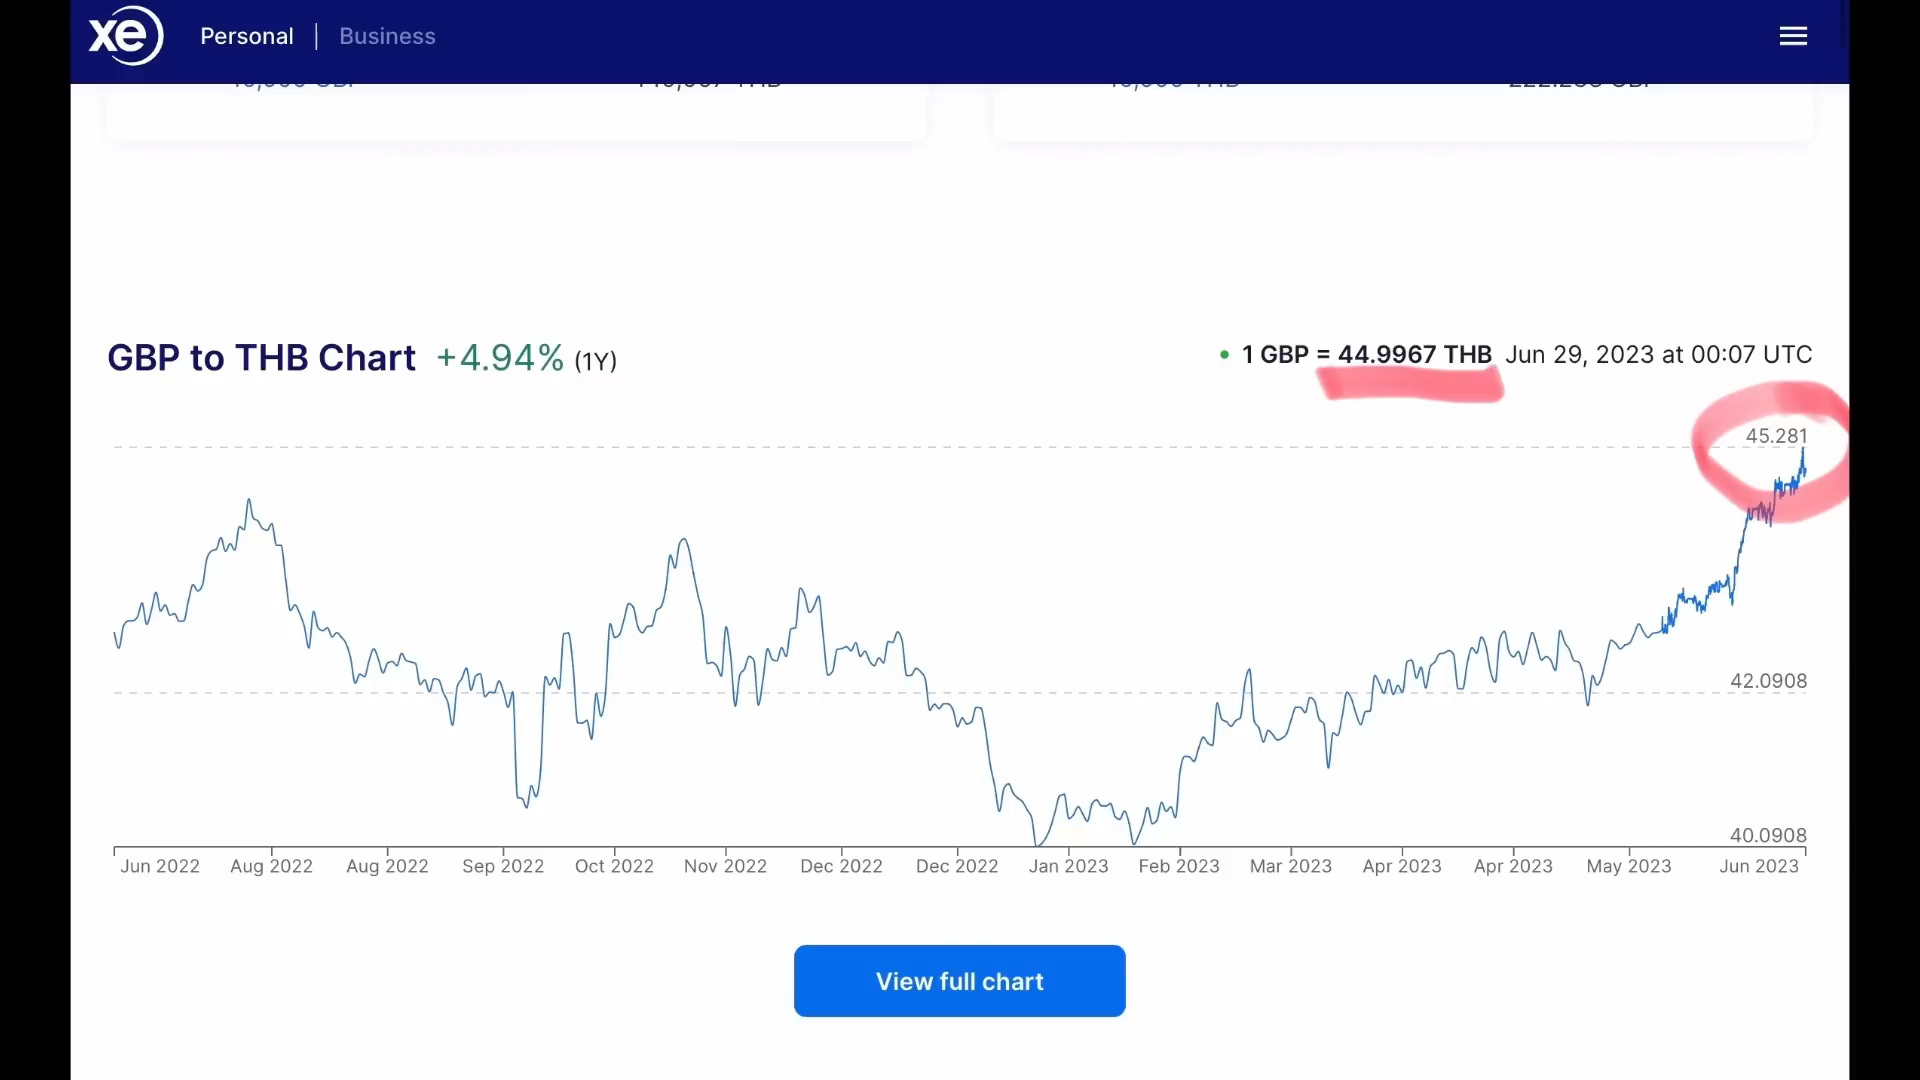 xe Personal | Business
GBP to THB Chart +4.94% (1Y)
1 GBP = 44.9967 THB Jun 29, 2023 at 00:07 UTC
45.281
42.0908
40.0908
Jun 2022 Aug 2022 Aug 2022 Sep 2022 Oct 2022 Nov 2022 Dec 2022 Dec 2022 Jan 2023 Feb 2023 Mar 2023 Apr 2023 Apr 2023 May 2023 Jun 2023
View full chart